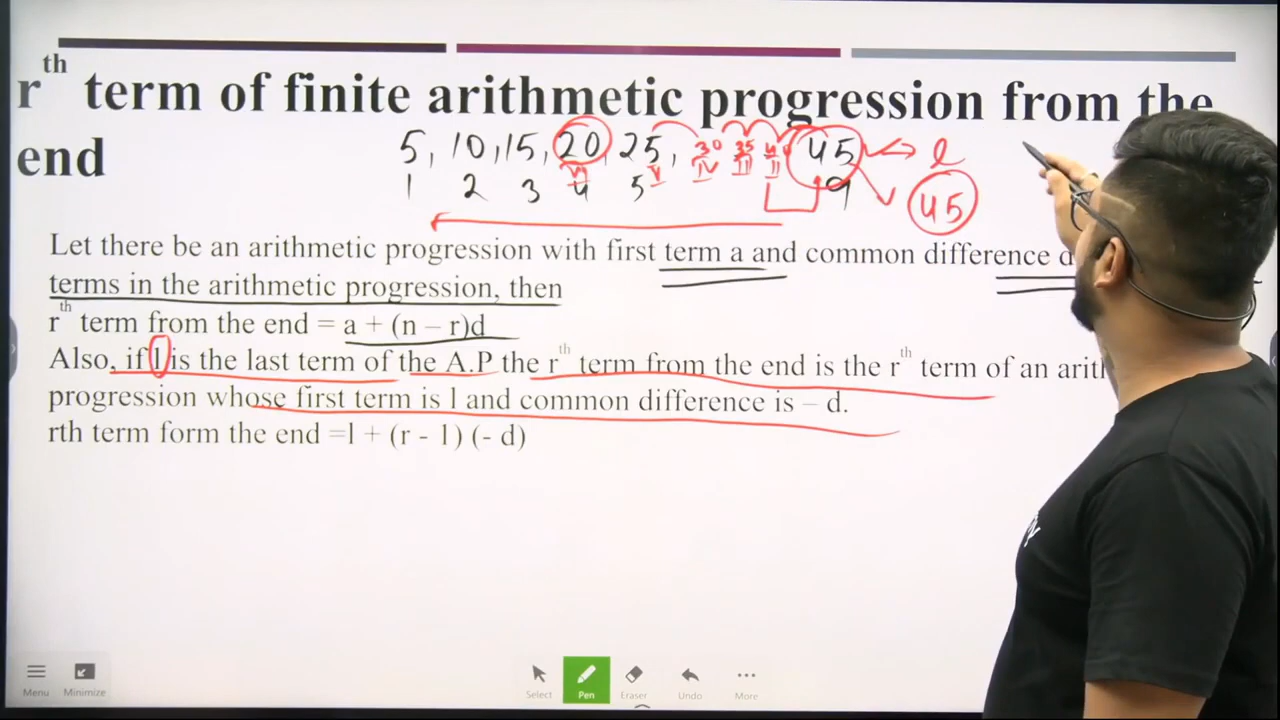 rth term of finite arithmetic progression from the
end
5, 10, 15, 20, 25, 30 35 45 l
VI V IV III II 45
1 2 3 4 5 9
Let there be an arithmetic progression with first term a and common difference d
terms in the arithmetic progression, then
rth term from the end = a + (n – r)d
Also, if l is the last term of the A.P the rth term from the end is the rth term of an
progression whose first term is l and common difference is – d.
rth term form the end =l + (r - 1) (- d)
Menu Minimize Select Pen Eraser Undo More